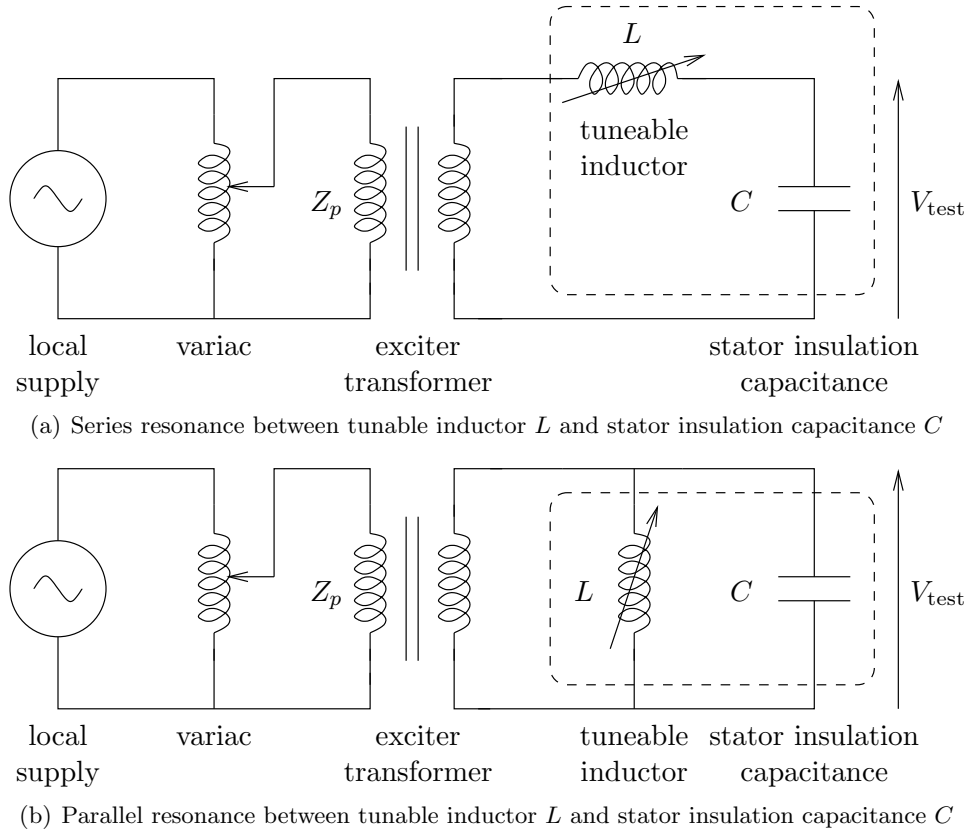 L
tuneable
inductor
Z_p
C
V_test
local
supply
variac
exciter
transformer
stator insulation
capacitance
(a) Series resonance between tunable inductor L and stator insulation capacitance C
Z_p
L
C
V_test
local
supply
variac
exciter
transformer
tuneable
inductor
stator insulation
capacitance
(b) Parallel resonance between tunable inductor L and stator insulation capacitance C